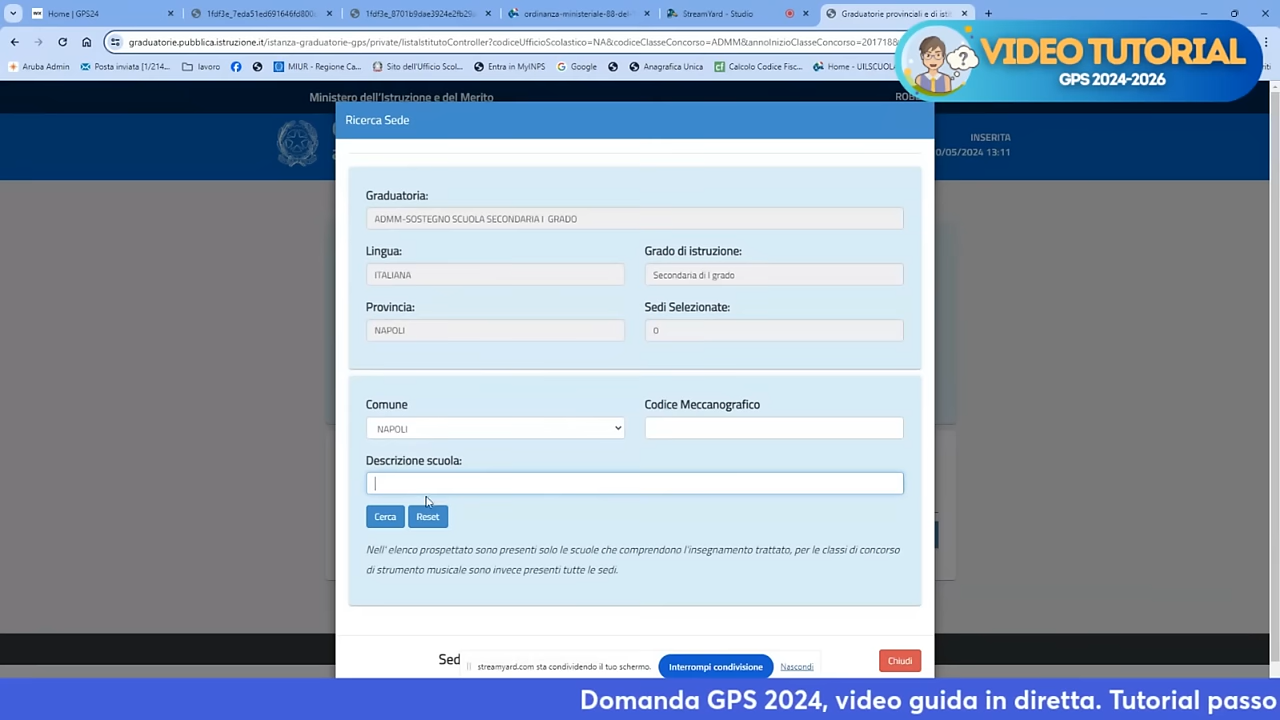 Home | GPS24
1fdf3_7eda51ed691646fd800
1fdf3_8701b9dae3924e2fb29
ordinanza-ministeriale-88-del
StreamYard - Studio
Graduatorie provinciali e di isti
graduatorie.pubblica.istruzione.it/istanza-graduatorie-gps/private/listaIstitutoController?codiceUfficioScolastico=NA&codiceClasseConcorso=ADMM&annoInizioClasseConcorso=201718&
Aruba Admin
Posta inviata [1/214...
lavoro
MIUR - Regione Ca...
Sito dell'Ufficio Scol...
Entra in MyINPS
Google
Anagrafica Unica
Calcolo Codice Fisc...
Home - UILSCUOLA
VIDEO TUTORIAL
GPS 2024-2026
Ministero dell'Istruzione e del Merito
INSERITA
0/05/2024 13:11
Ricerca Sede
Graduatoria:
ADMM-SOSTEGNO SCUOLA SECONDARIA I GRADO
Lingua:
Grado di istruzione:
ITALIANA
Secondaria di I grado
Provincia:
Sedi Selezionate:
NAPOLI
0
Comune
Codice Meccanografico
NAPOLI
Descrizione scuola:
Cerca
Reset
Nell' elenco prospettato sono presenti solo le scuole che comprendono l'insegnamento trattato, per le classi di concorso
di strumento musicale sono invece presenti tutte le sedi.
Sed
streamyard.com sta condividendo il tuo schermo.
Interrompi condivisione
Nascondi
Chiudi
Domanda GPS 2024, video guida in diretta. Tutorial passo